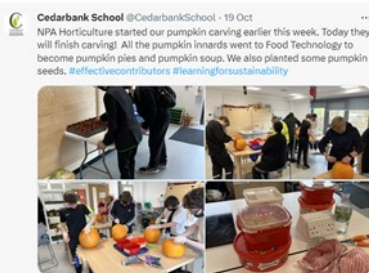 Cedarbank School @CedarbankSchool · 19 Oct
NPA Horticulture started our pumpkin carving earlier this week. Today they
will finish carving! All the pumpkin innards went to Food Technology to
become pumpkin pies and pumpkin soup. We also planted some pumpkin
seeds. #effectivecontributors #learningforsustainability